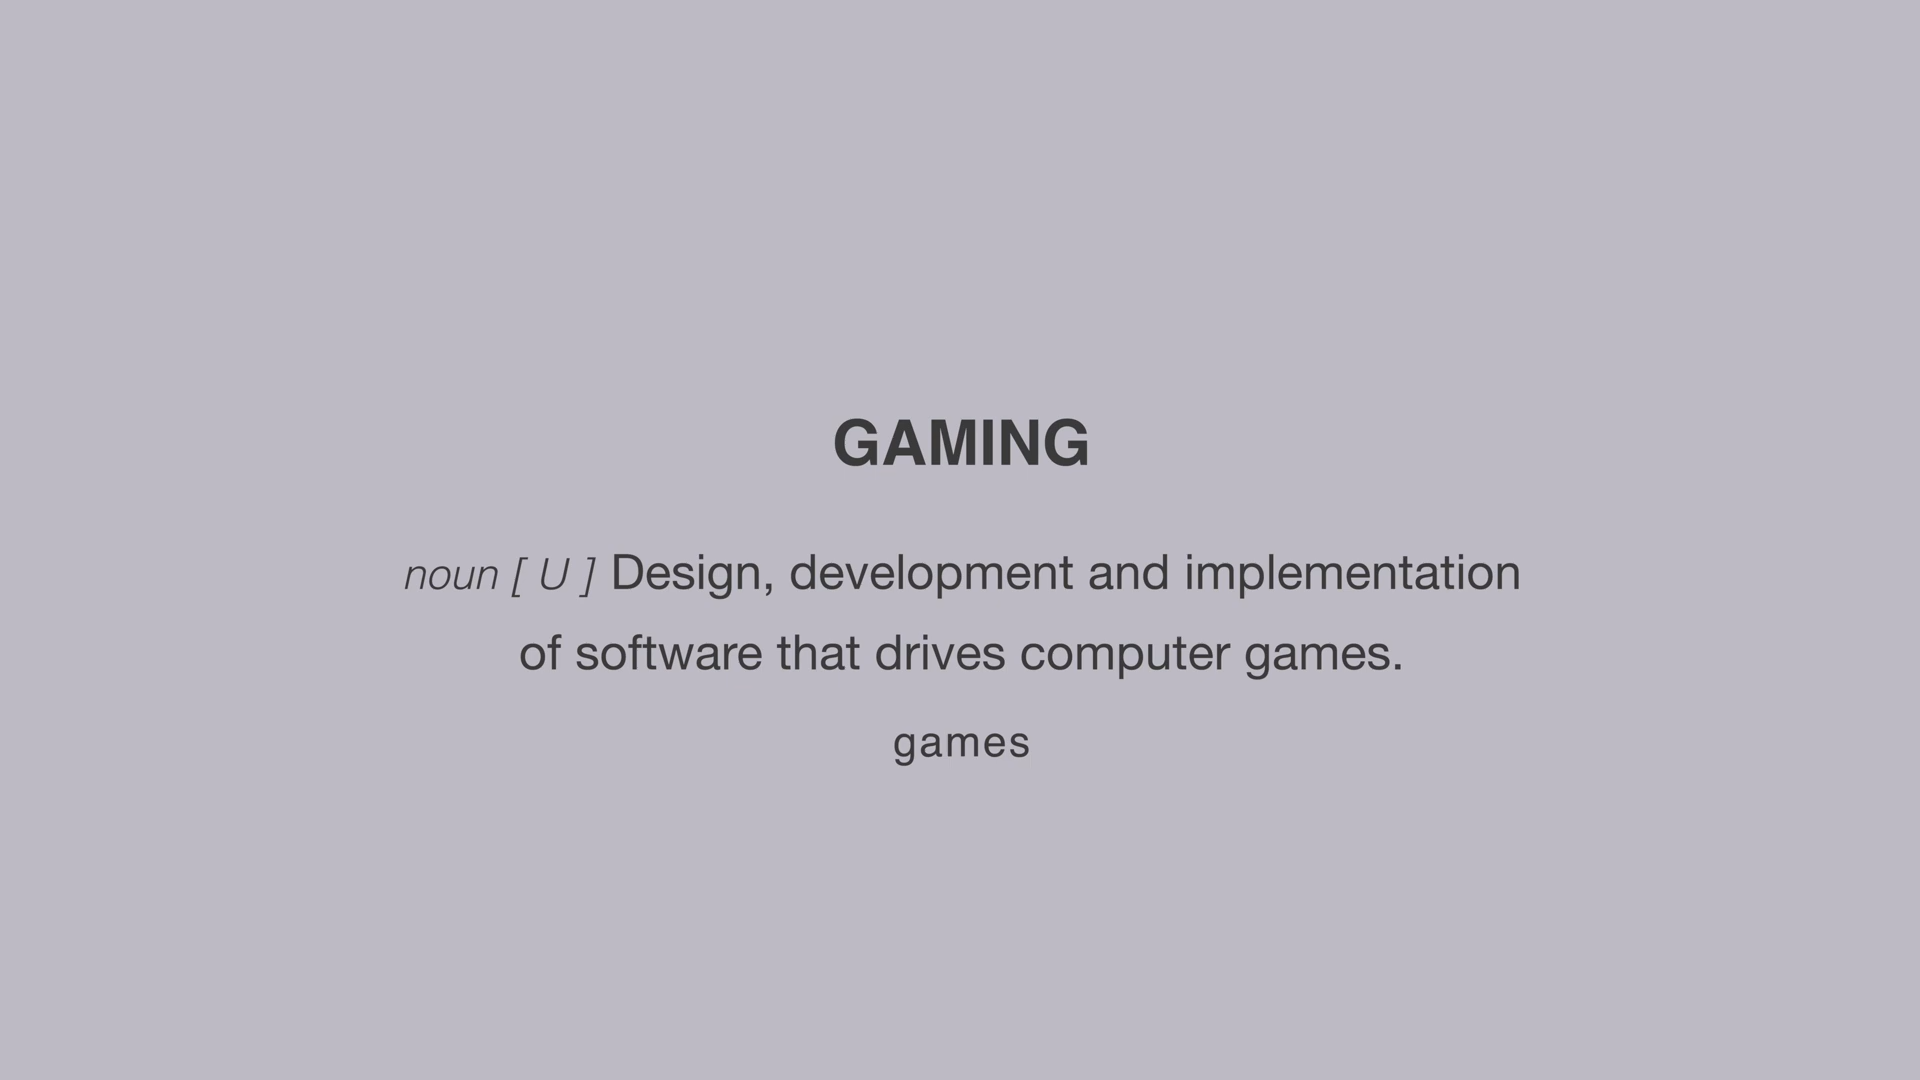 GAMING
noun [ U ] Design, development and implementation
of software that drives computer games.
games